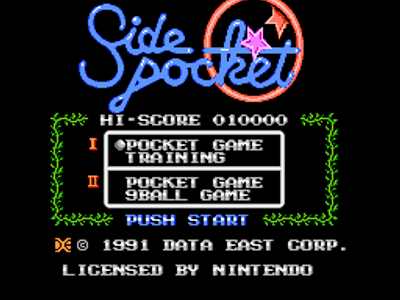 Side
pocket
HI-SCORE 010000
I POCKET GAME
TRAINING
II POCKET GAME
9BALL GAME
PUSH START
© 1991 DATA EAST CORP.
LICENSED BY NINTENDO